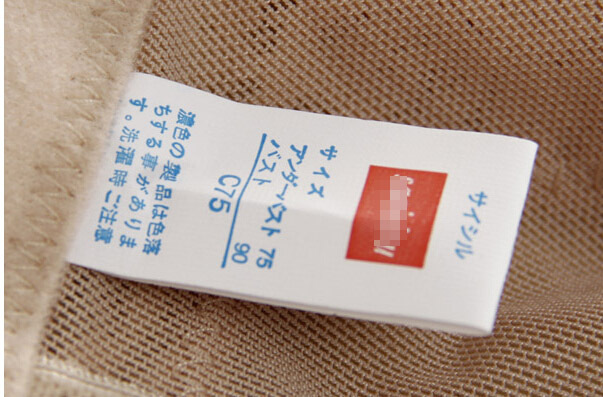 サイシル
サイズ
アンダーバスト 75
バスト 90
C75
濃色の製品は色落
ちする事がありま
す。洗濯時ご注意